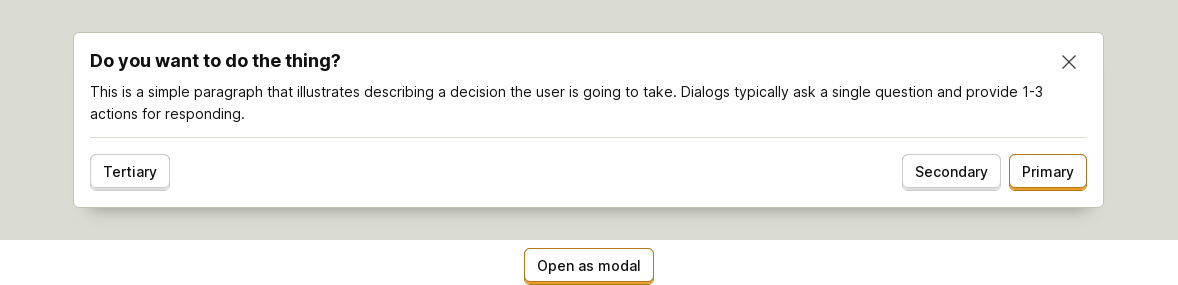 Do you want to do the thing?
This is a simple paragraph that illustrates describing a decision the user is going to take. Dialogs typically ask a single question and provide 1-3
actions for responding.
Tertiary
Secondary
Primary
Open as modal